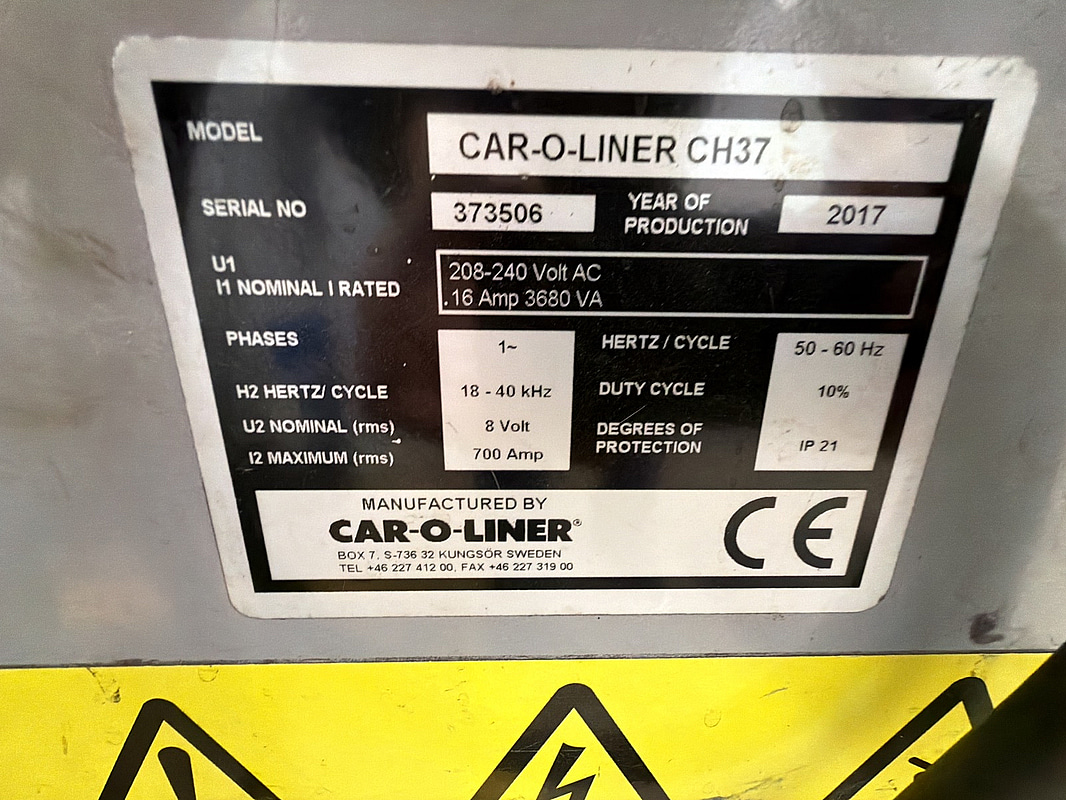 MODEL CAR-O-LINER CH37
SERIAL NO 373506 YEAR OF PRODUCTION 2017
U1 208-240 Volt AC
I1 NOMINAL I RATED 16 Amp 3680 VA
PHASES 1~ HERTZ / CYCLE 50 - 60 Hz
H2 HERTZ/ CYCLE 18 - 40 kHz DUTY CYCLE 10%
U2 NOMINAL (rms) 8 Volt DEGREES OF PROTECTION IP 21
I2 MAXIMUM (rms) 700 Amp
MANUFACTURED BY
CAR-O-LINER®
BOX 7, S-736 32 KUNGSÖR SWEDEN
TEL +46 227 412 00, FAX +46 227 319 00
CE